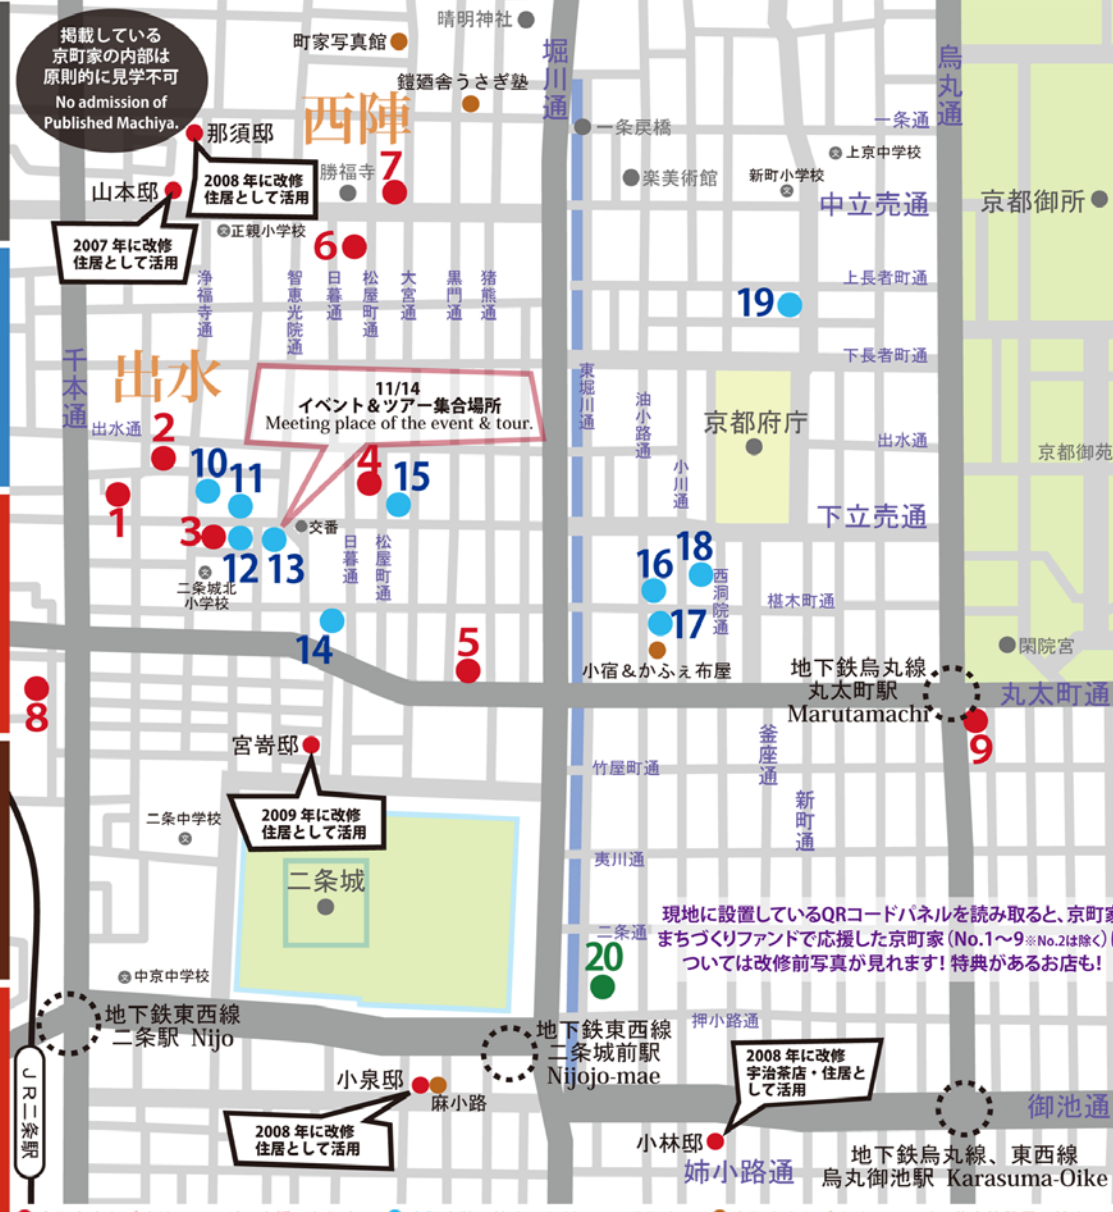 掲載している
京町家の内部は
原則的に見学不可
No admission of
Published Machiya.
晴明神社
町家写真館
鎧廼舎うさぎ塾
堀川通
烏丸通
西陣
那須邸
一条戻橋
一条通
上京中学校
2008 年に改修
住居として活用
勝福寺
7
楽美術館
新町小学校
山本邸
中立売通
京都御所
2007 年に改修
住居として活用
正親小学校
6
浄福寺通
智恵光院通
日暮通
松屋町通
大宮通
黒門通
猪熊通
上長者町通
19
下長者町通
千本通
出水
11/14
イベント＆ツアー集合場所
Meeting place of the event & tour.
東堀川通
油小路通
京都府庁
出水通
2
出水通
京都御苑
10
11
4
15
小川通
1
3
交番
下立売通
12
13
日暮通
松屋町通
16
18
西洞院通
二条城北
小学校
椹木町通
14
5
17
小宿＆かふぇ布屋
閑院宮
地下鉄烏丸線
丸太町駅
Marutamachi
丸太町通
8
9
宮嵜邸
釜座通
竹屋町通
新町通
2009 年に改修
住居として活用
二条中学校
夷川通
二条城
現地に設置しているQRコードパネルを読み取ると、京町家
まちづくりファンドで応援した京町家（No.1～9※No.2は除く）に
ついては改修前写真が見れます！特典があるお店も！
二条通
20
中京中学校
地下鉄東西線
二条駅 Nijo
押小路通
地下鉄東西線
二条城前駅
Nijojo-mae
2008 年に改修
宇治茶店・住居と
して活用
JR二条駅
小泉邸
麻小路
御池通
2008 年に改修
住居として活用
小林邸
姉小路通
地下鉄烏丸線、東西線
烏丸御池駅 Karasuma-Oike